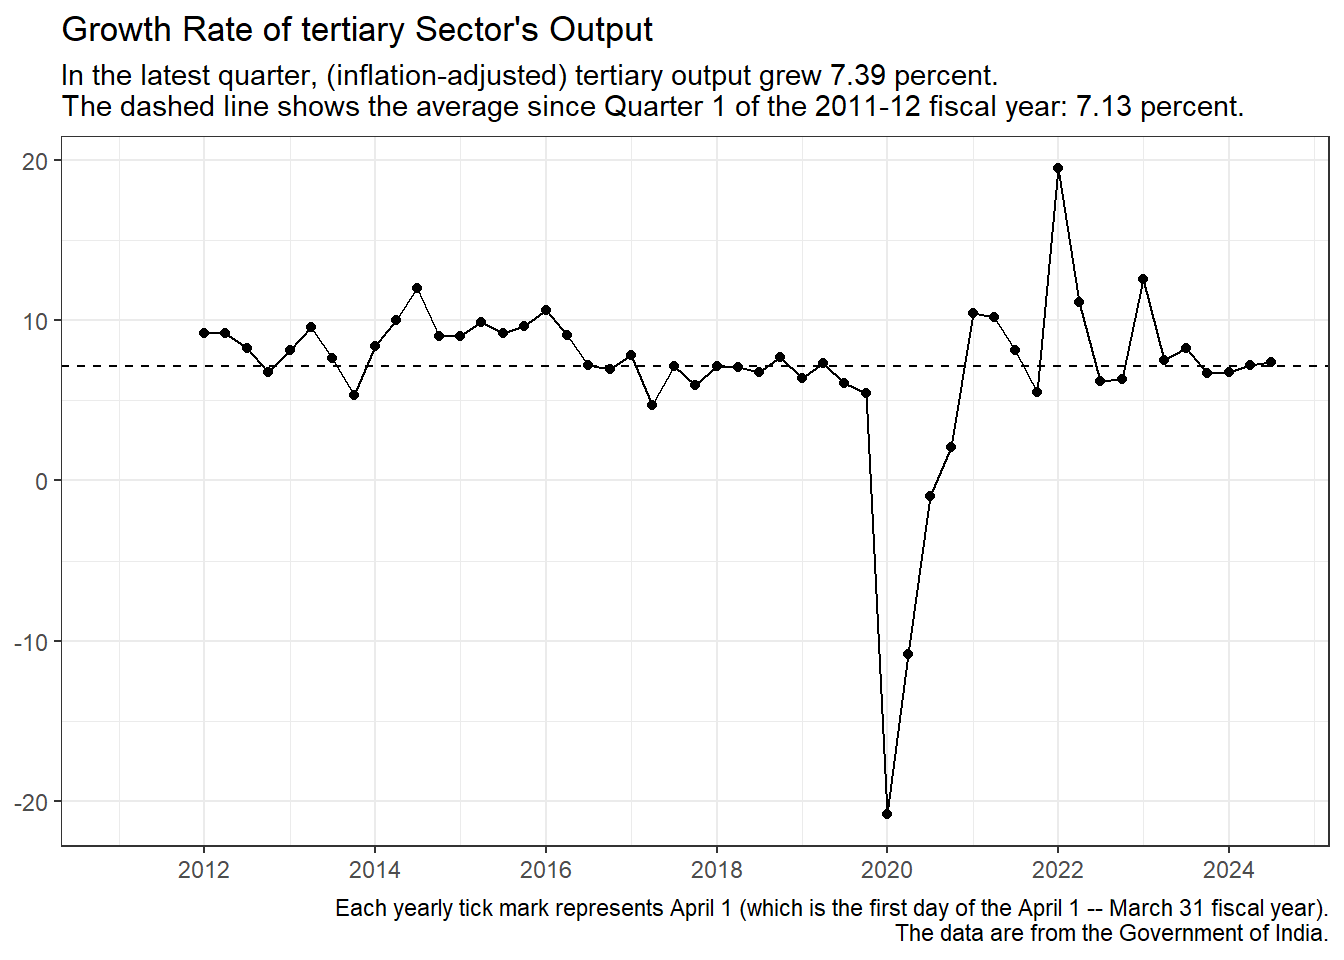 Growth Rate of tertiary Sector's Output
In the latest quarter, (inflation-adjusted) tertiary output grew 7.39 percent.
The dashed line shows the average since Quarter 1 of the 2011-12 fiscal year: 7.13 percent.
20
10
0
-10
-20
2012 2014 2016 2018 2020 2022 2024
Each yearly tick mark represents April 1 (which is the first day of the April 1 -- March 31 fiscal year).
The data are from the Government of India.